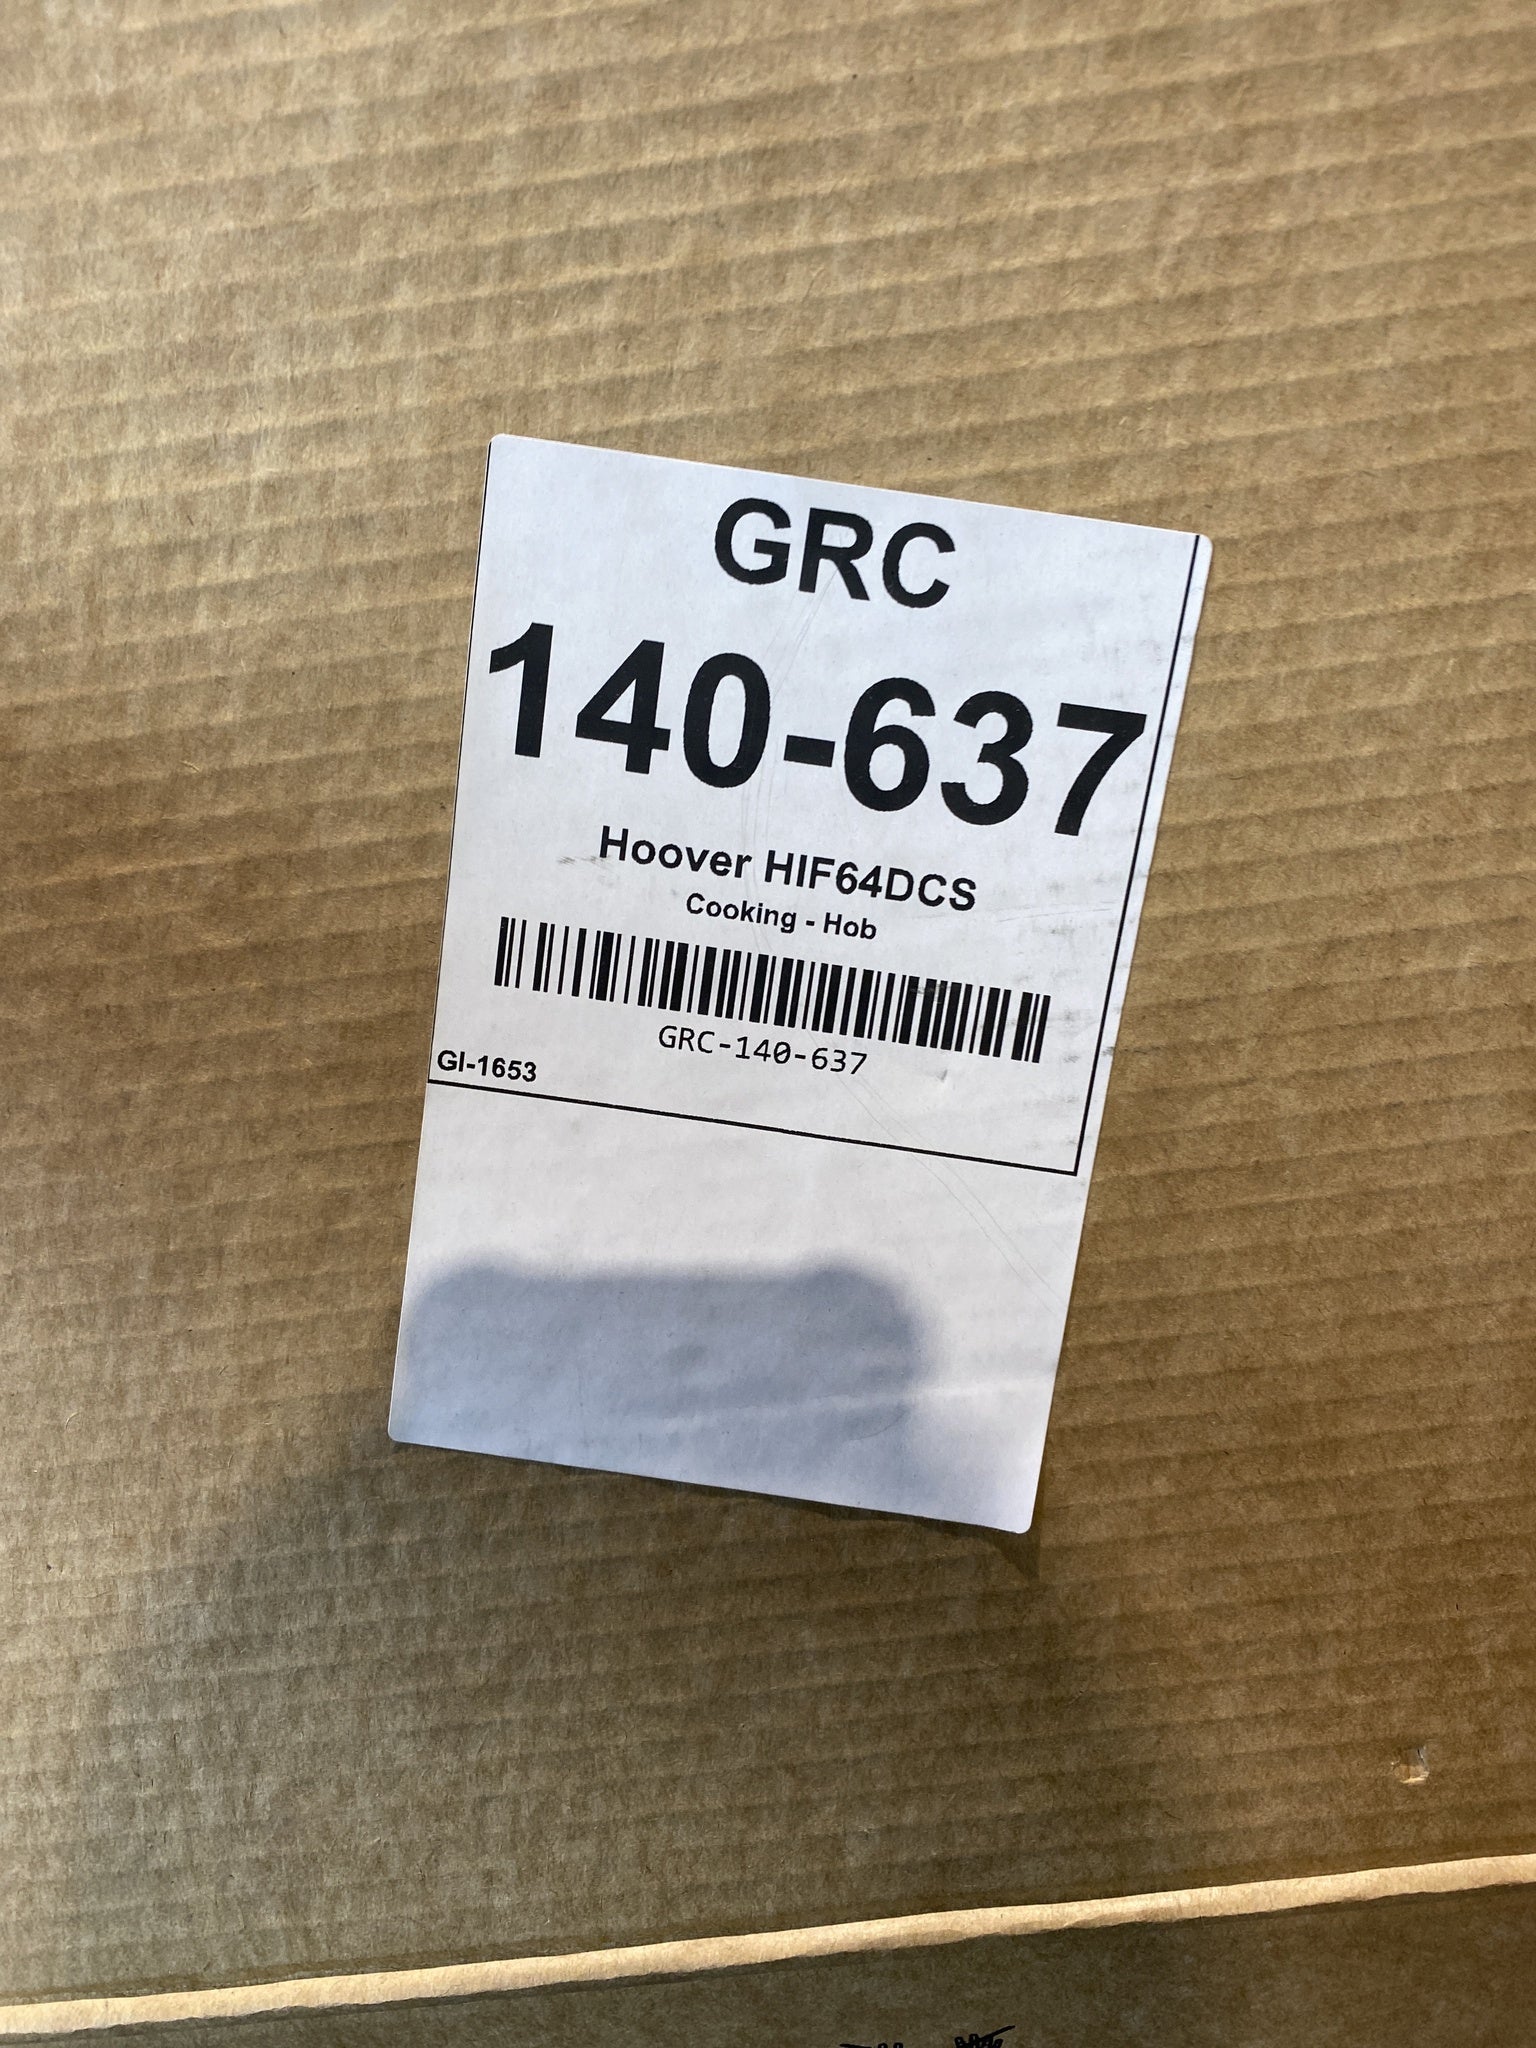 GRC
140-637
Hoover HIF64DCS
Cooking - Hob
GRC-140-637
GI-1653